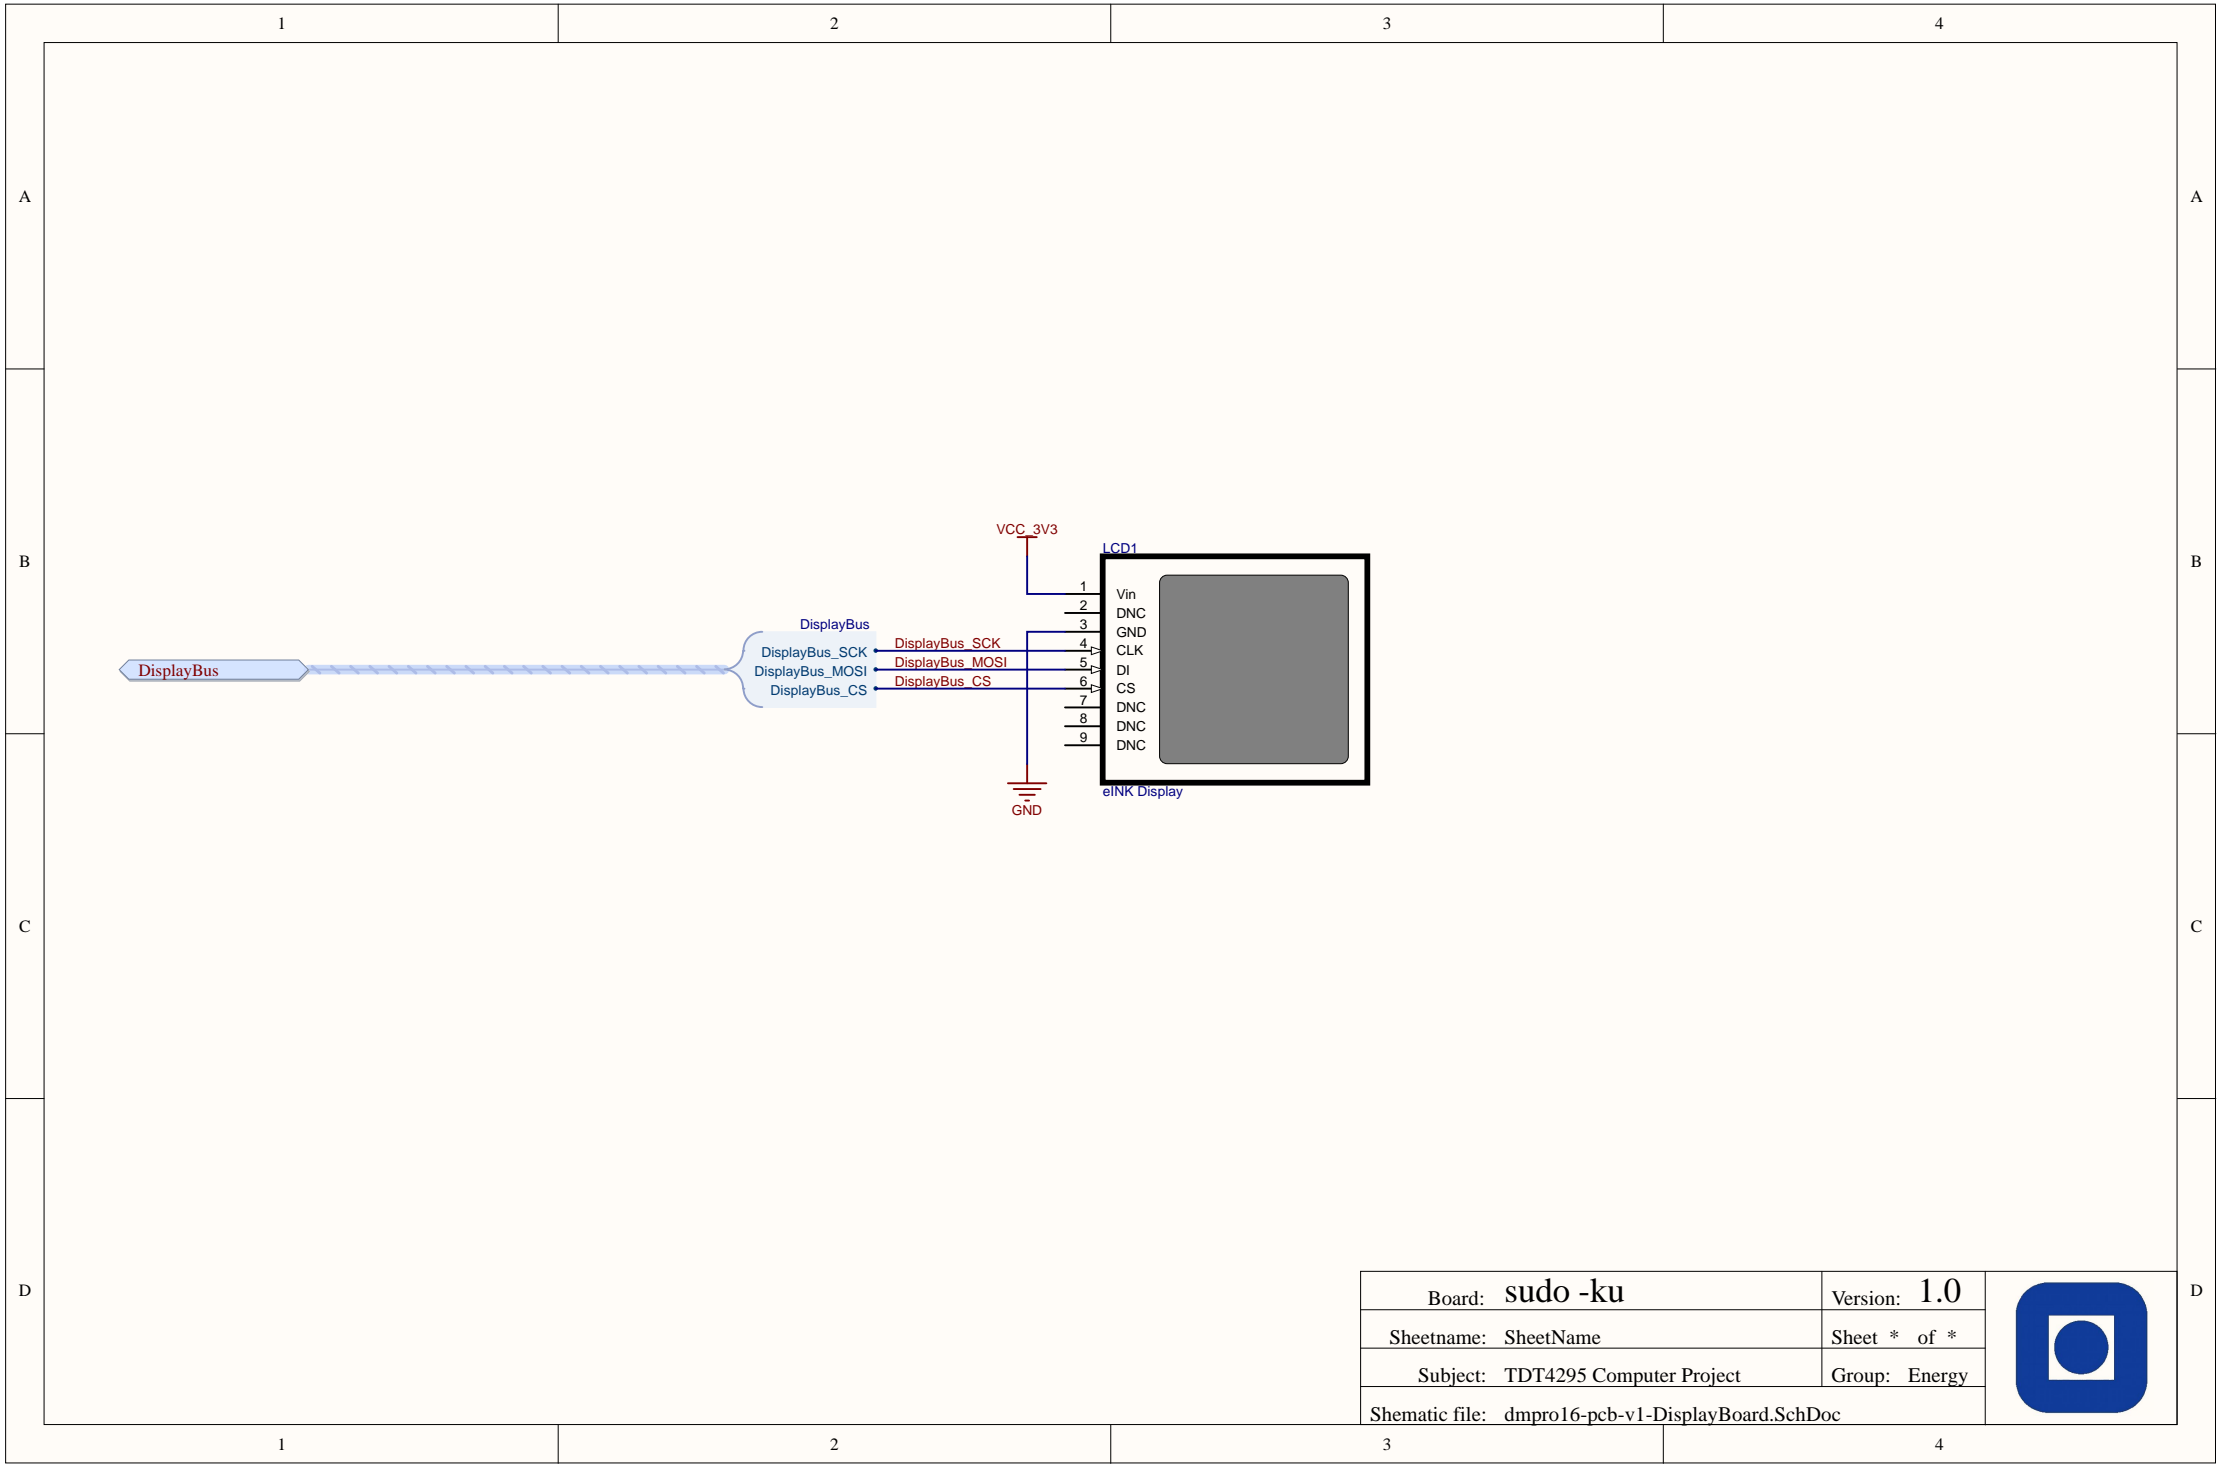 1 2 3 4
A A
VCC_3V3
B LCD1 B
1 Vin
2 DNC
DisplayBus 3 GND
DisplayBus_SCK DisplayBus_SCK 4 CLK
DisplayBus DisplayBus_MOSI DisplayBus_MOSI 5 DI
DisplayBus_CS DisplayBus_CS 6 CS
7 DNC
8 DNC
9 DNC
eINK Display
GND
C C
D D
Board: sudo -ku Version: 1.0
Sheetname: SheetName Sheet * of *
Subject: TDT4295 Computer Project Group: Energy
Shematic file: dmpro16-pcb-v1-DisplayBoard.SchDoc
1 2 3 4